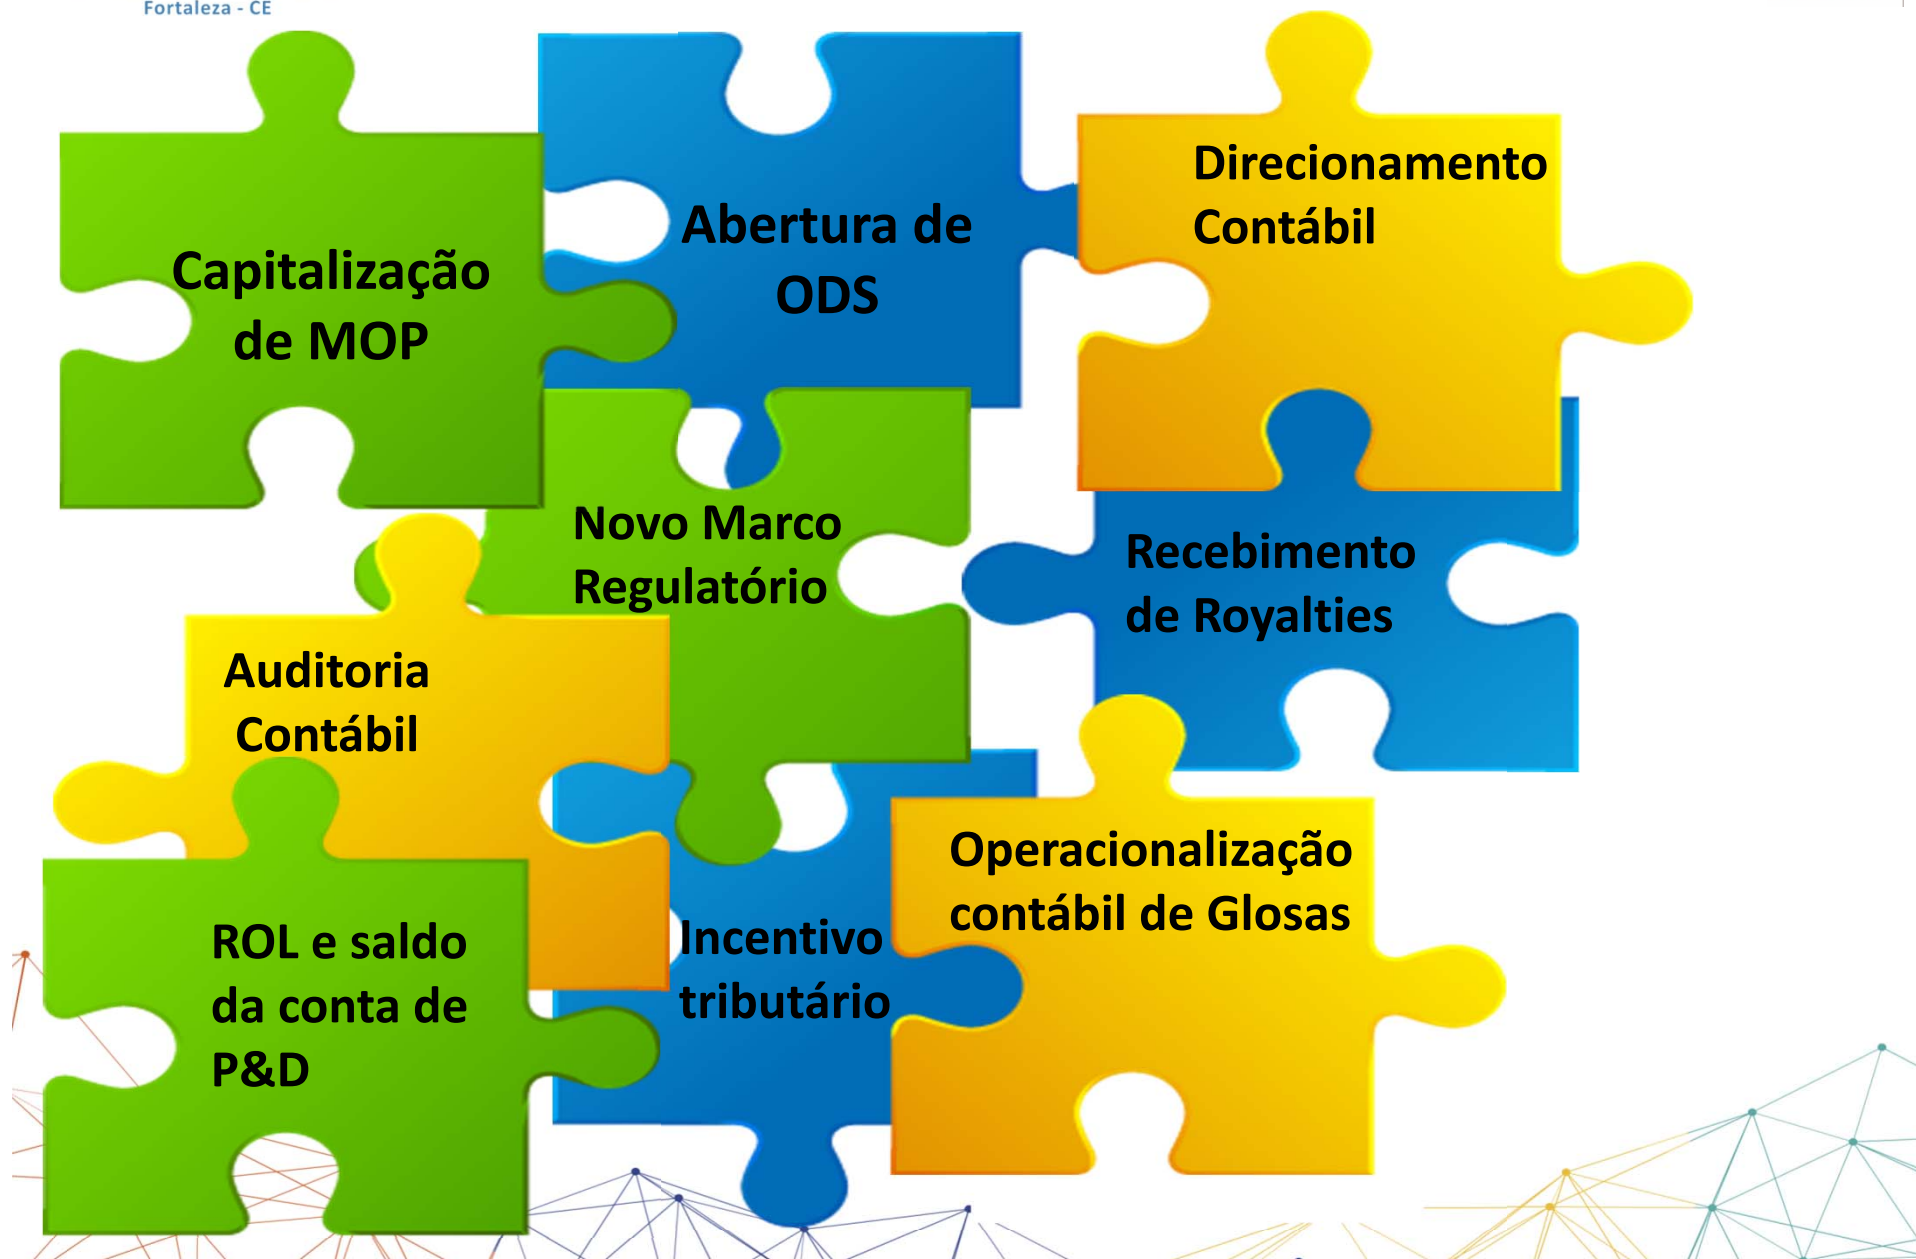 Fortaleza - CE
Capitalização
de MOP
Abertura de
ODS
Direcionamento
Contábil
Novo Marco
Regulatório
Recebimento
de Royalties
Auditoria
Contábil
ROL e saldo
da conta de
P&D
Incentivo
tributário
Operacionalização
contábil de Glosas